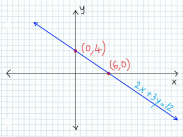 y
(0,4)
(6,0)
x
2x+3y=12